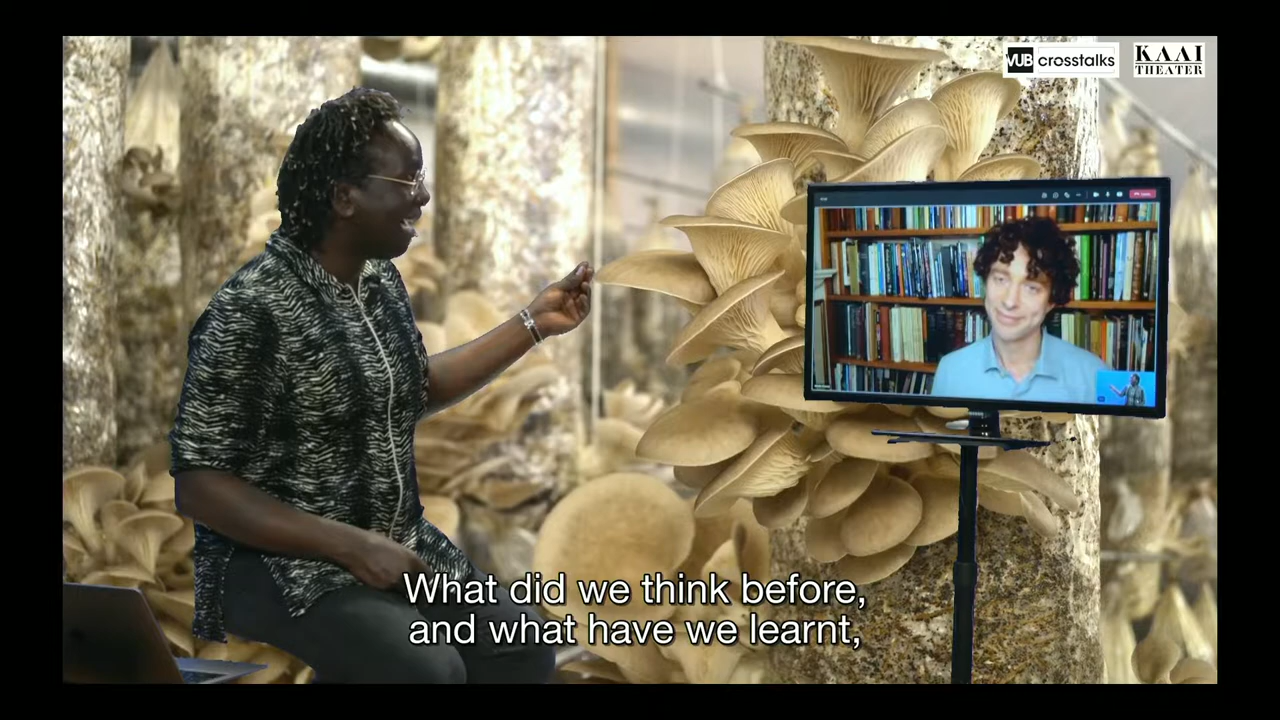 VUB crosstalks
KAAI
THEATER
What did we think before,
and what have we learnt,